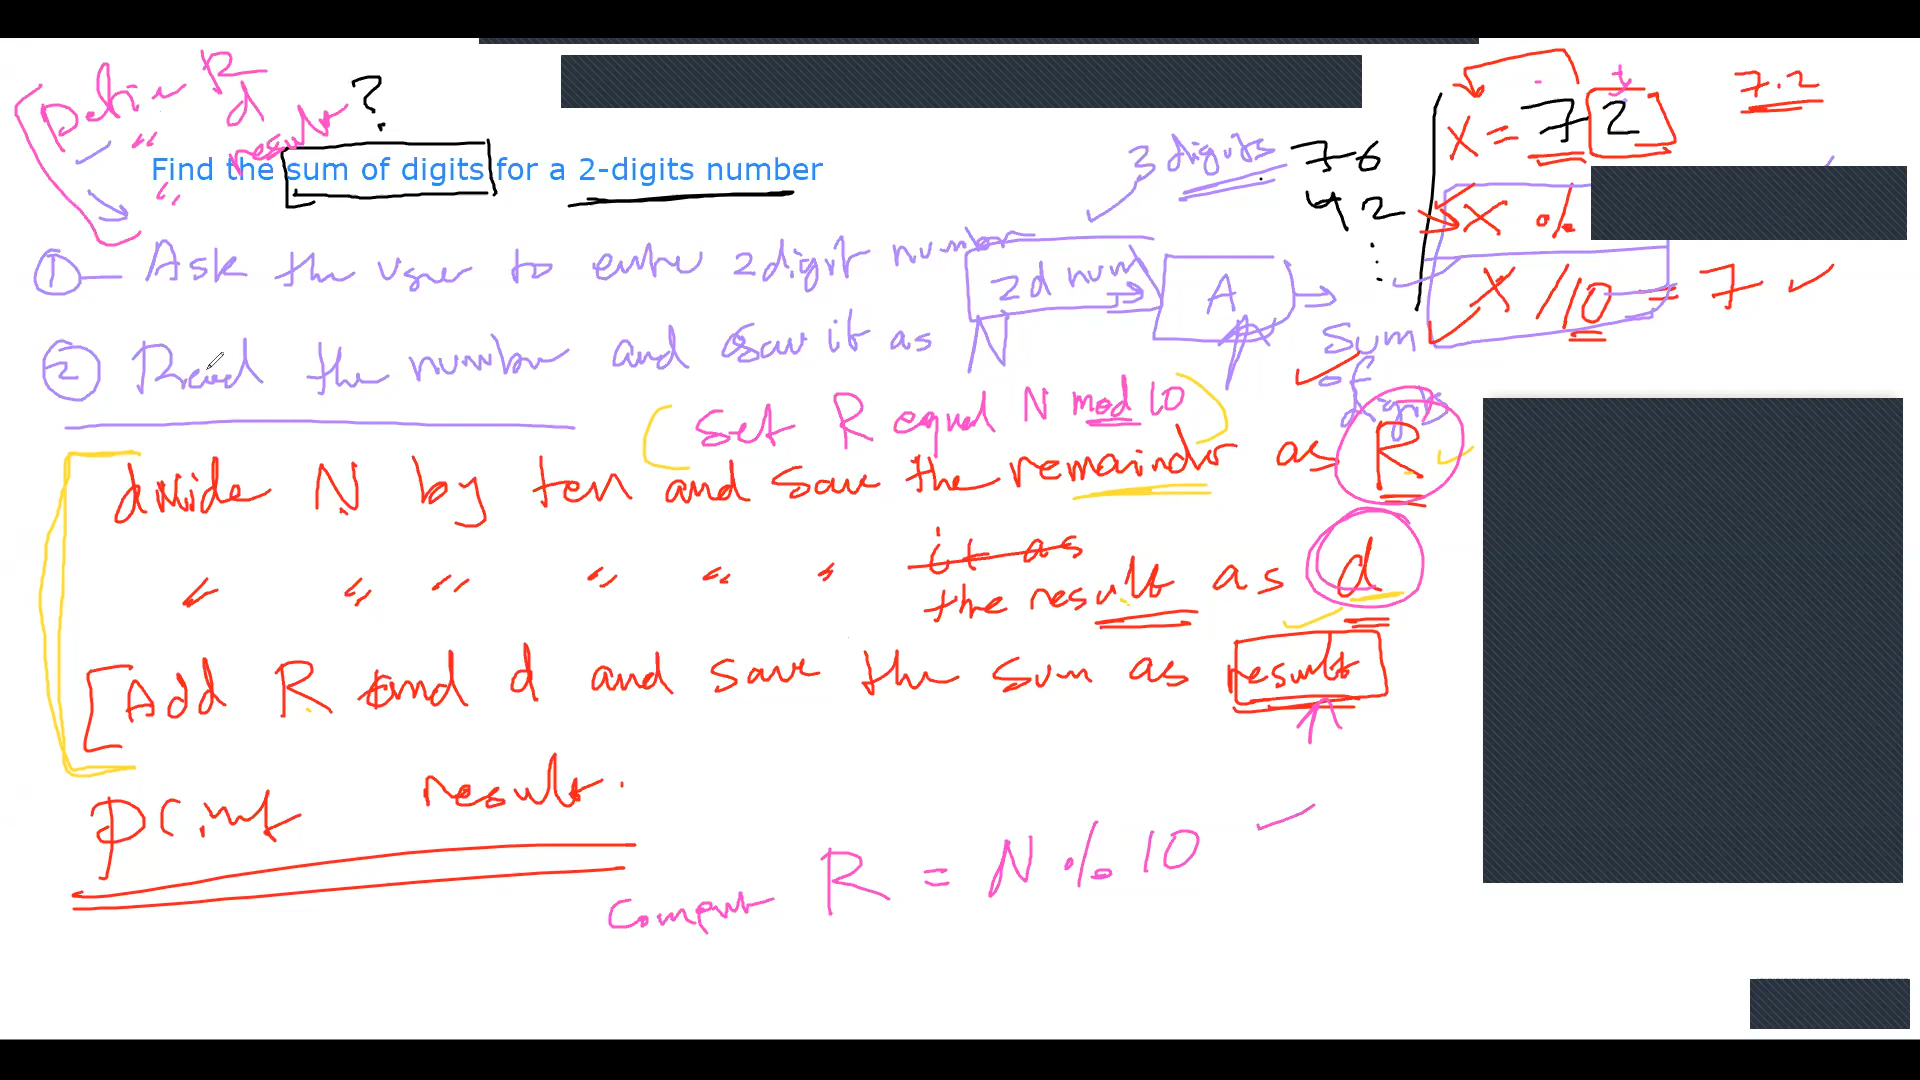 Define R
" d
" result
?
Find the sum of digits for a 2-digits number
3 digits
76
42
x = 72
7.2
x %
x / 10 = 7
① Ask the user to enter 2digit number
2d num
A
Sum
of
digits
② Read the number and save it as N
Set R equal N mod 10
divide N by ten and save the remainder as R
" " " " " " it as
the result as d
Add R and d and save the sum as result
print result.
Compute R = N % 10